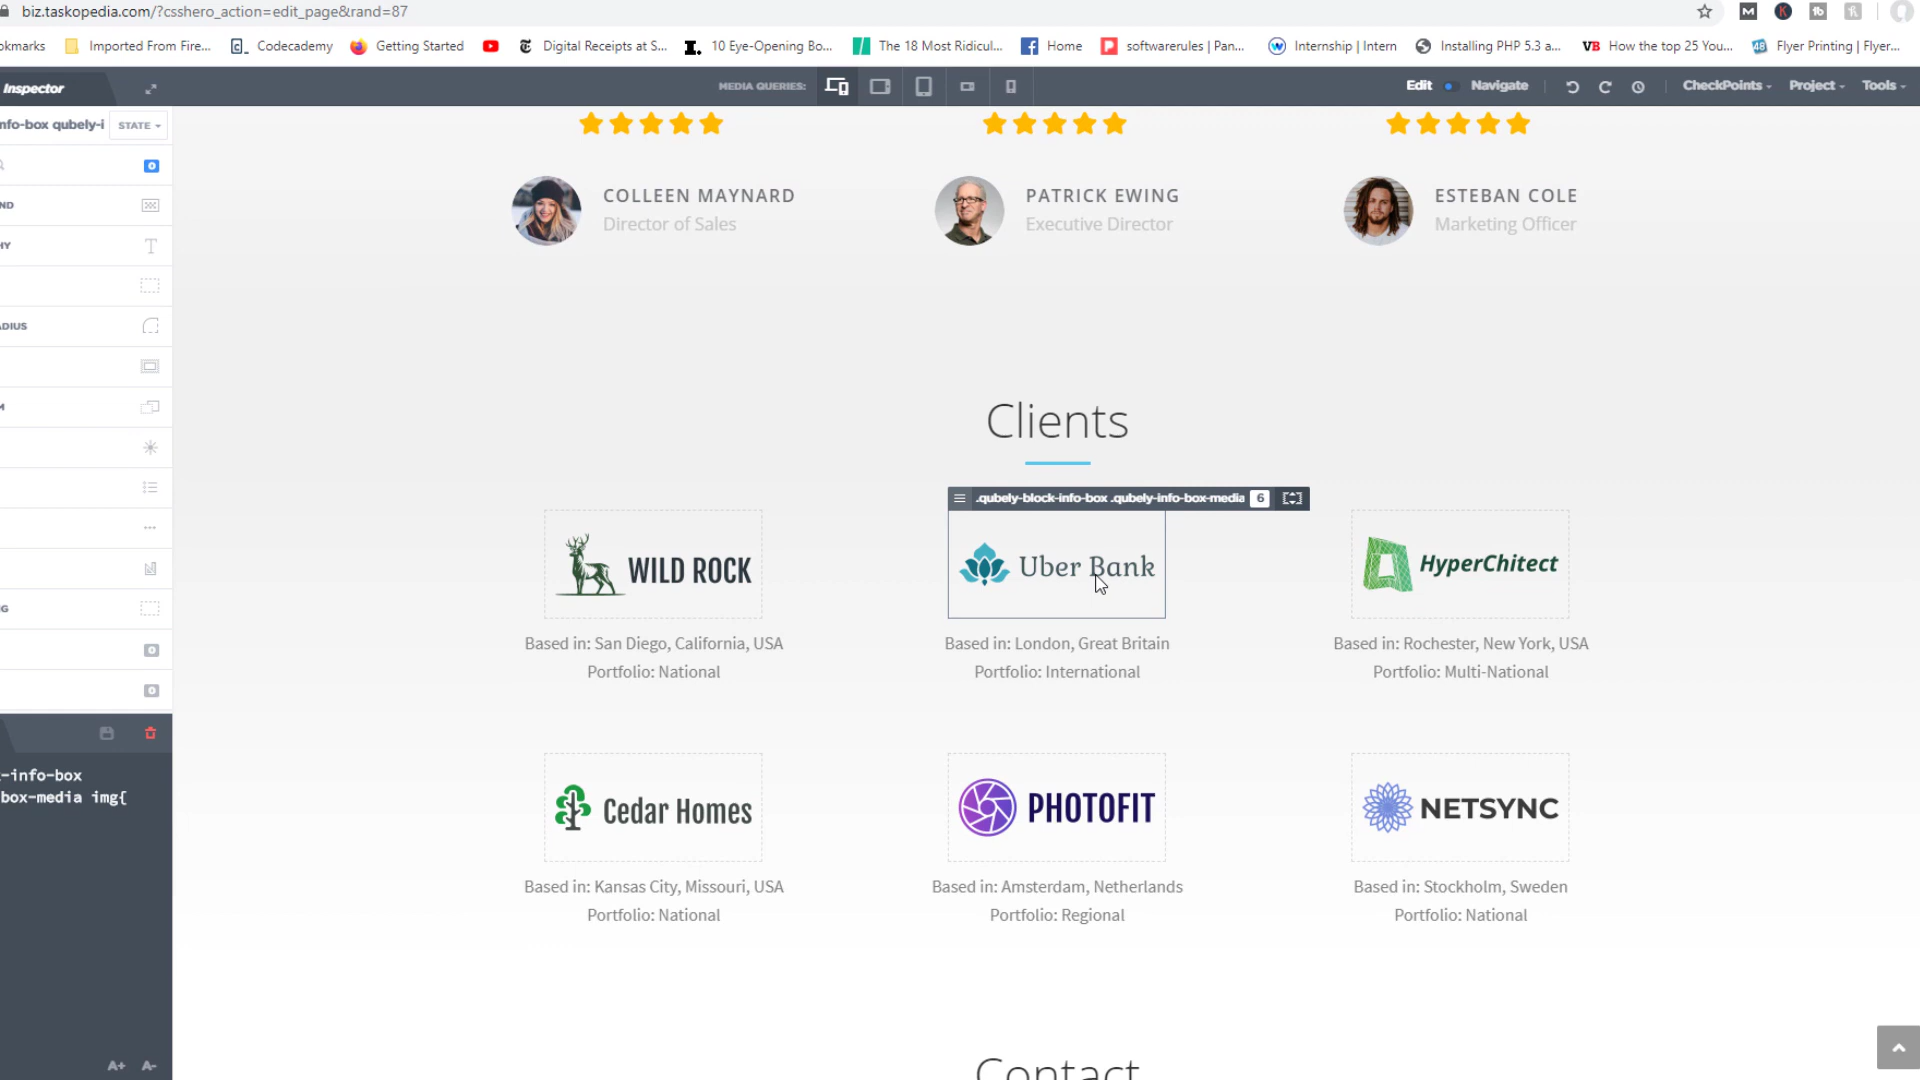 biz.taskopedia.com/?csshero_action=edit_page&rand=87
okmarks Imported From Fire... Codecademy Getting Started Digital Receipts at S... 10 Eye-Opening Bo... The 18 Most Ridicul... Home softwarerules | Pan... Internship | Intern Installing PHP 5.3 a... How the top 25 You... Flyer Printing | Flyer...
Inspector MEDIA QUERIES: Edit Navigate CheckPoints Project Tools
nfo-box qubely-i STATE
ND
HY
ADIUS
M
G
COLLEEN MAYNARD
Director of Sales
PATRICK EWING
Executive Director
ESTEBAN COLE
Marketing Officer
Clients
.qubely-block-info-box .qubely-info-box-media 6
WILD ROCK
Based in: San Diego, California, USA
Portfolio: National
Uber Bank
Based in: London, Great Britain
Portfolio: International
HyperChitect
Based in: Rochester, New York, USA
Portfolio: Multi-National
Cedar Homes
Based in: Kansas City, Missouri, USA
Portfolio: National
PHOTOFIT
Based in: Amsterdam, Netherlands
Portfolio: Regional
NETSYNC
Based in: Stockholm, Sweden
Portfolio: National
-info-box
box-media img{
A+ A-
Contact